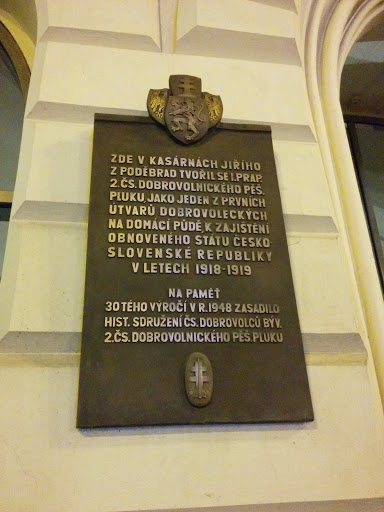 ZDE V KASÁRNÁCH JIŘÍHO
Z PODĚBRAD TVOŘIL SE I. PRAP.
2. ČS. DOBROVOLNICKÉHO PĚŠ.
PLUKU JAKO JEDEN Z PRVNÍCH
ÚTVARŮ DOBROVOLECKÝCH
NA DOMÁCÍ PŮDĚ K ZAJIŠTĚNÍ
OBNOVENÉHO STÁTU ČESKO-
SLOVENSKÉ REPUBLIKY
V LETECH 1918-1919
NA PAMĚŤ
30 TÉHO VÝROČÍ V R. 1948 ZASADILO
HIST. SDRUŽENÍ ČS. DOBROVOLCŮ BÝV.
2. ČS. DOBROVOLNICKÉHO PĚŠ. PLUKU